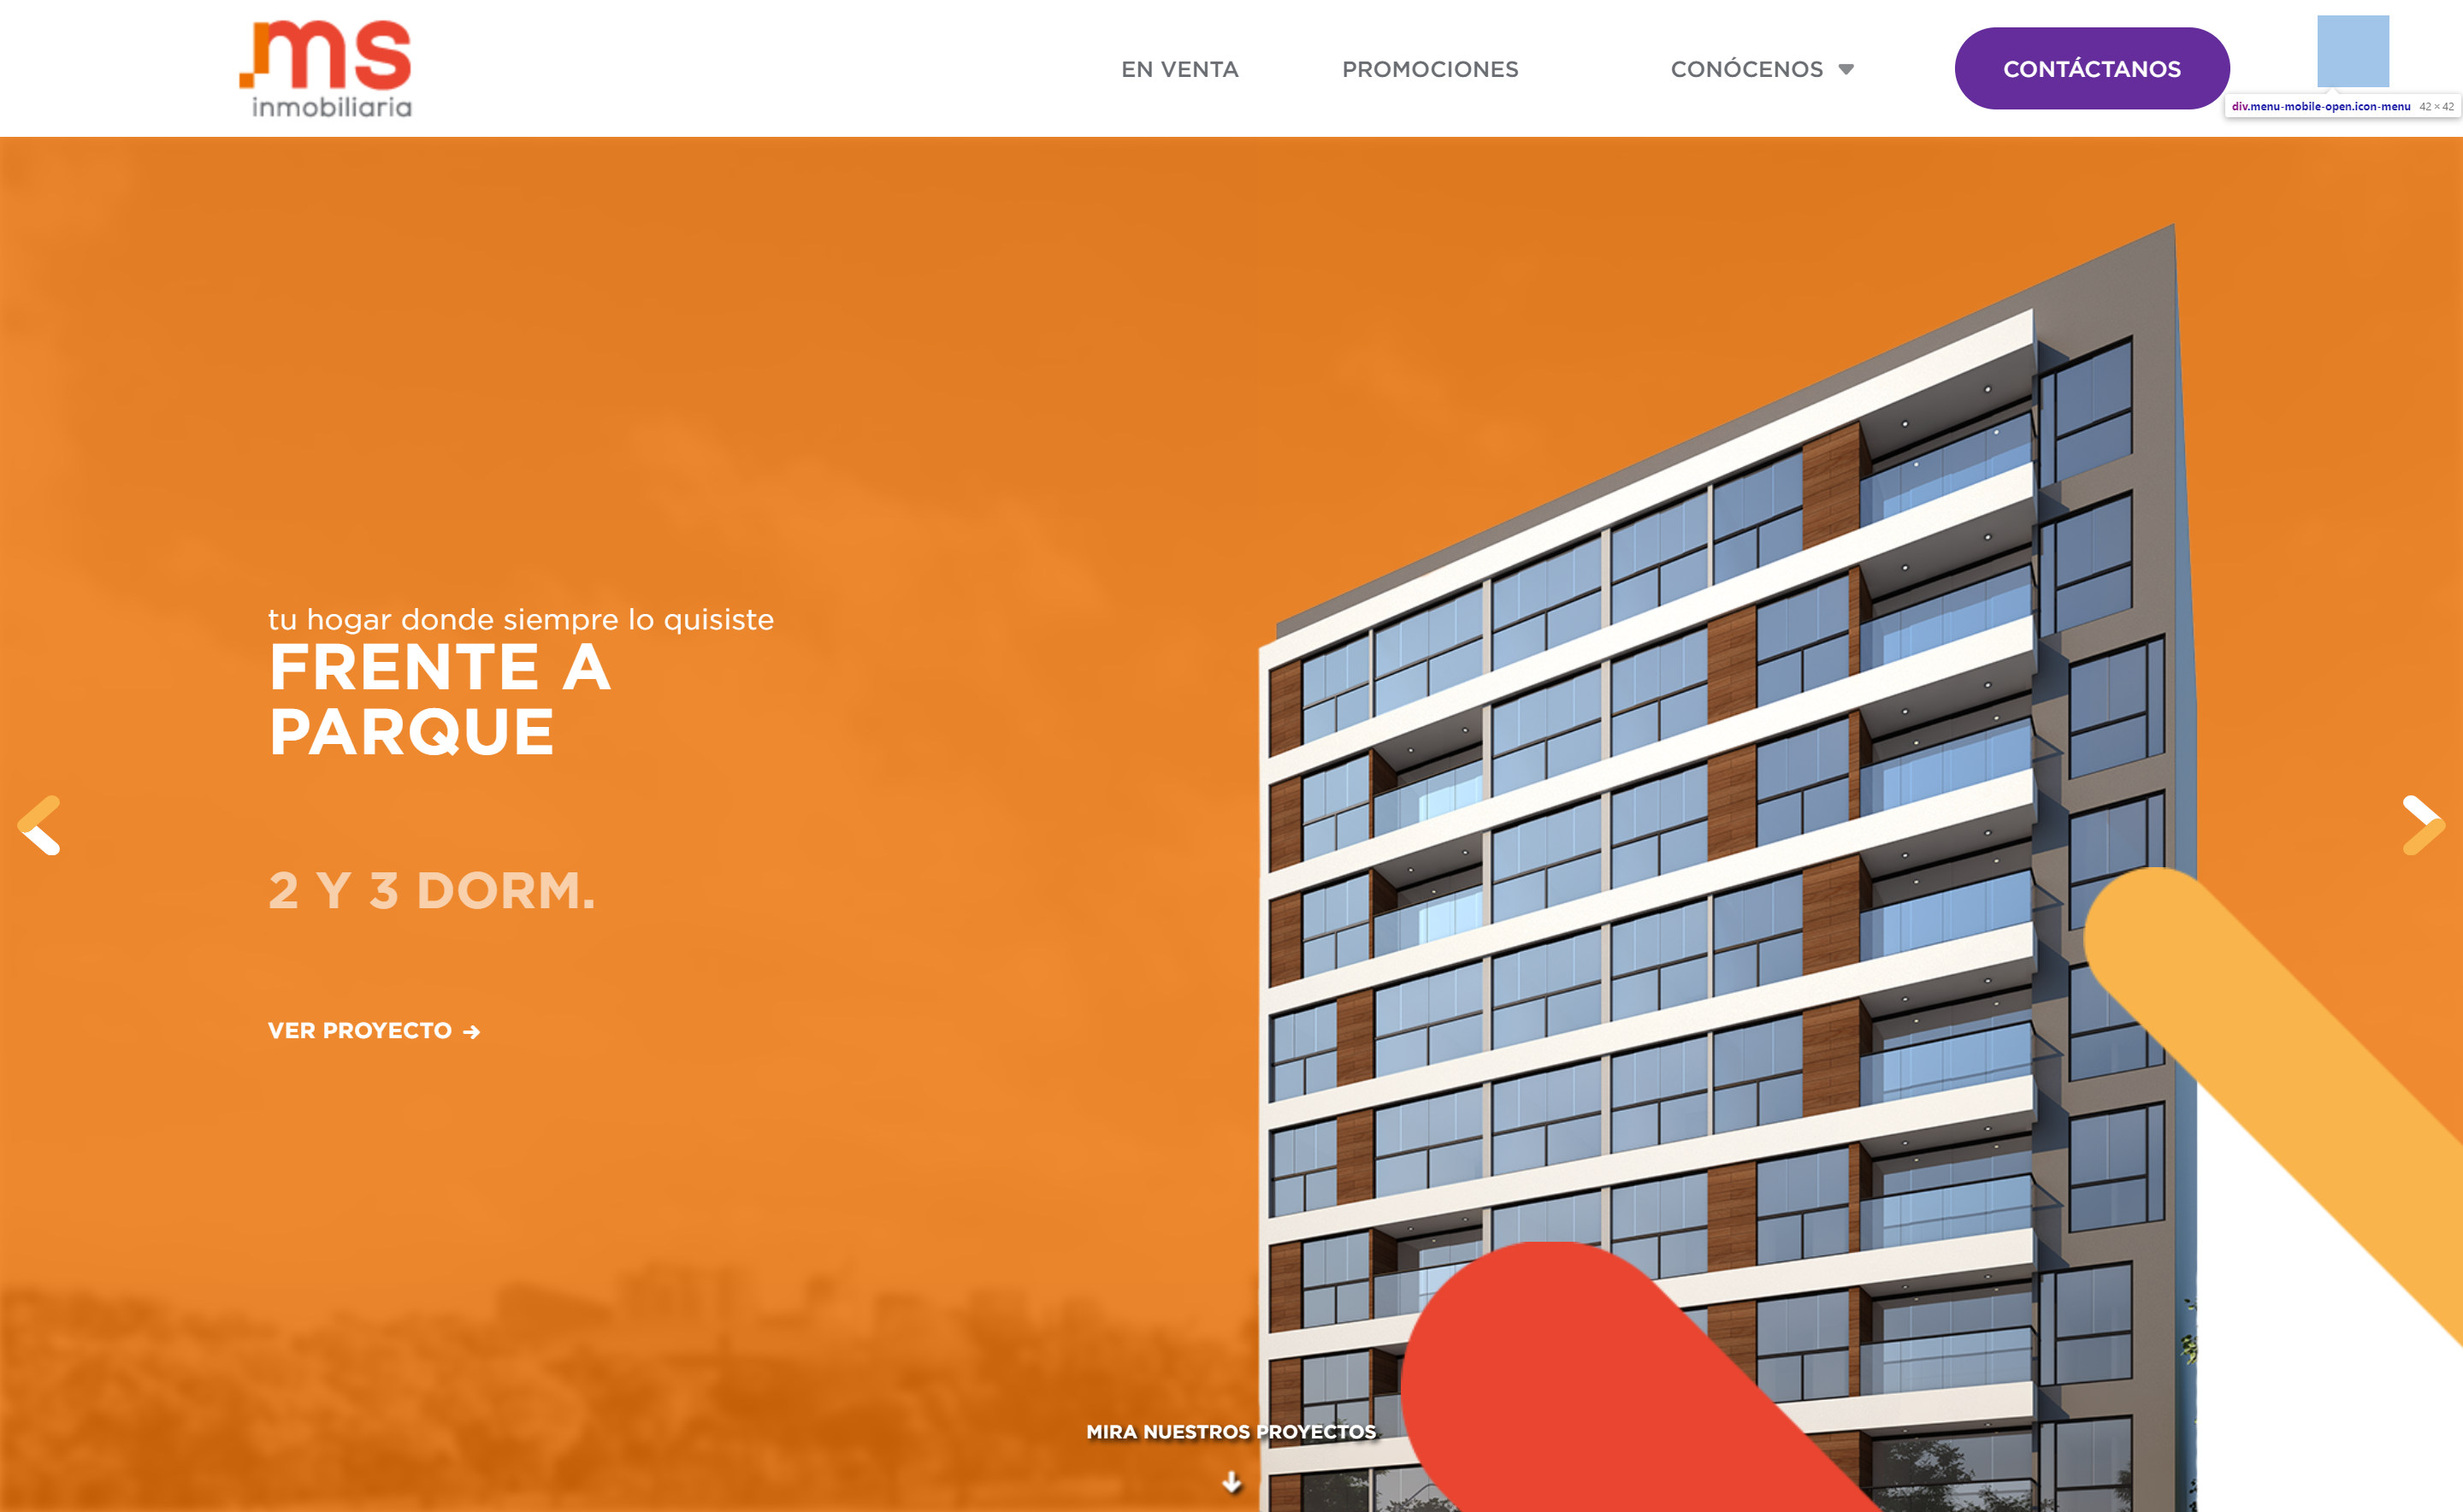 ms
inmobiliaria
EN VENTA
PROMOCIONES
CONÓCENOS
CONTÁCTANOS
div.menu-mobile-open.icon-menu 42 × 42
tu hogar donde siempre lo quisiste
FRENTE A
PARQUE
2 Y 3 DORM.
VER PROYECTO →
MIRA NUESTROS PROYECTOS